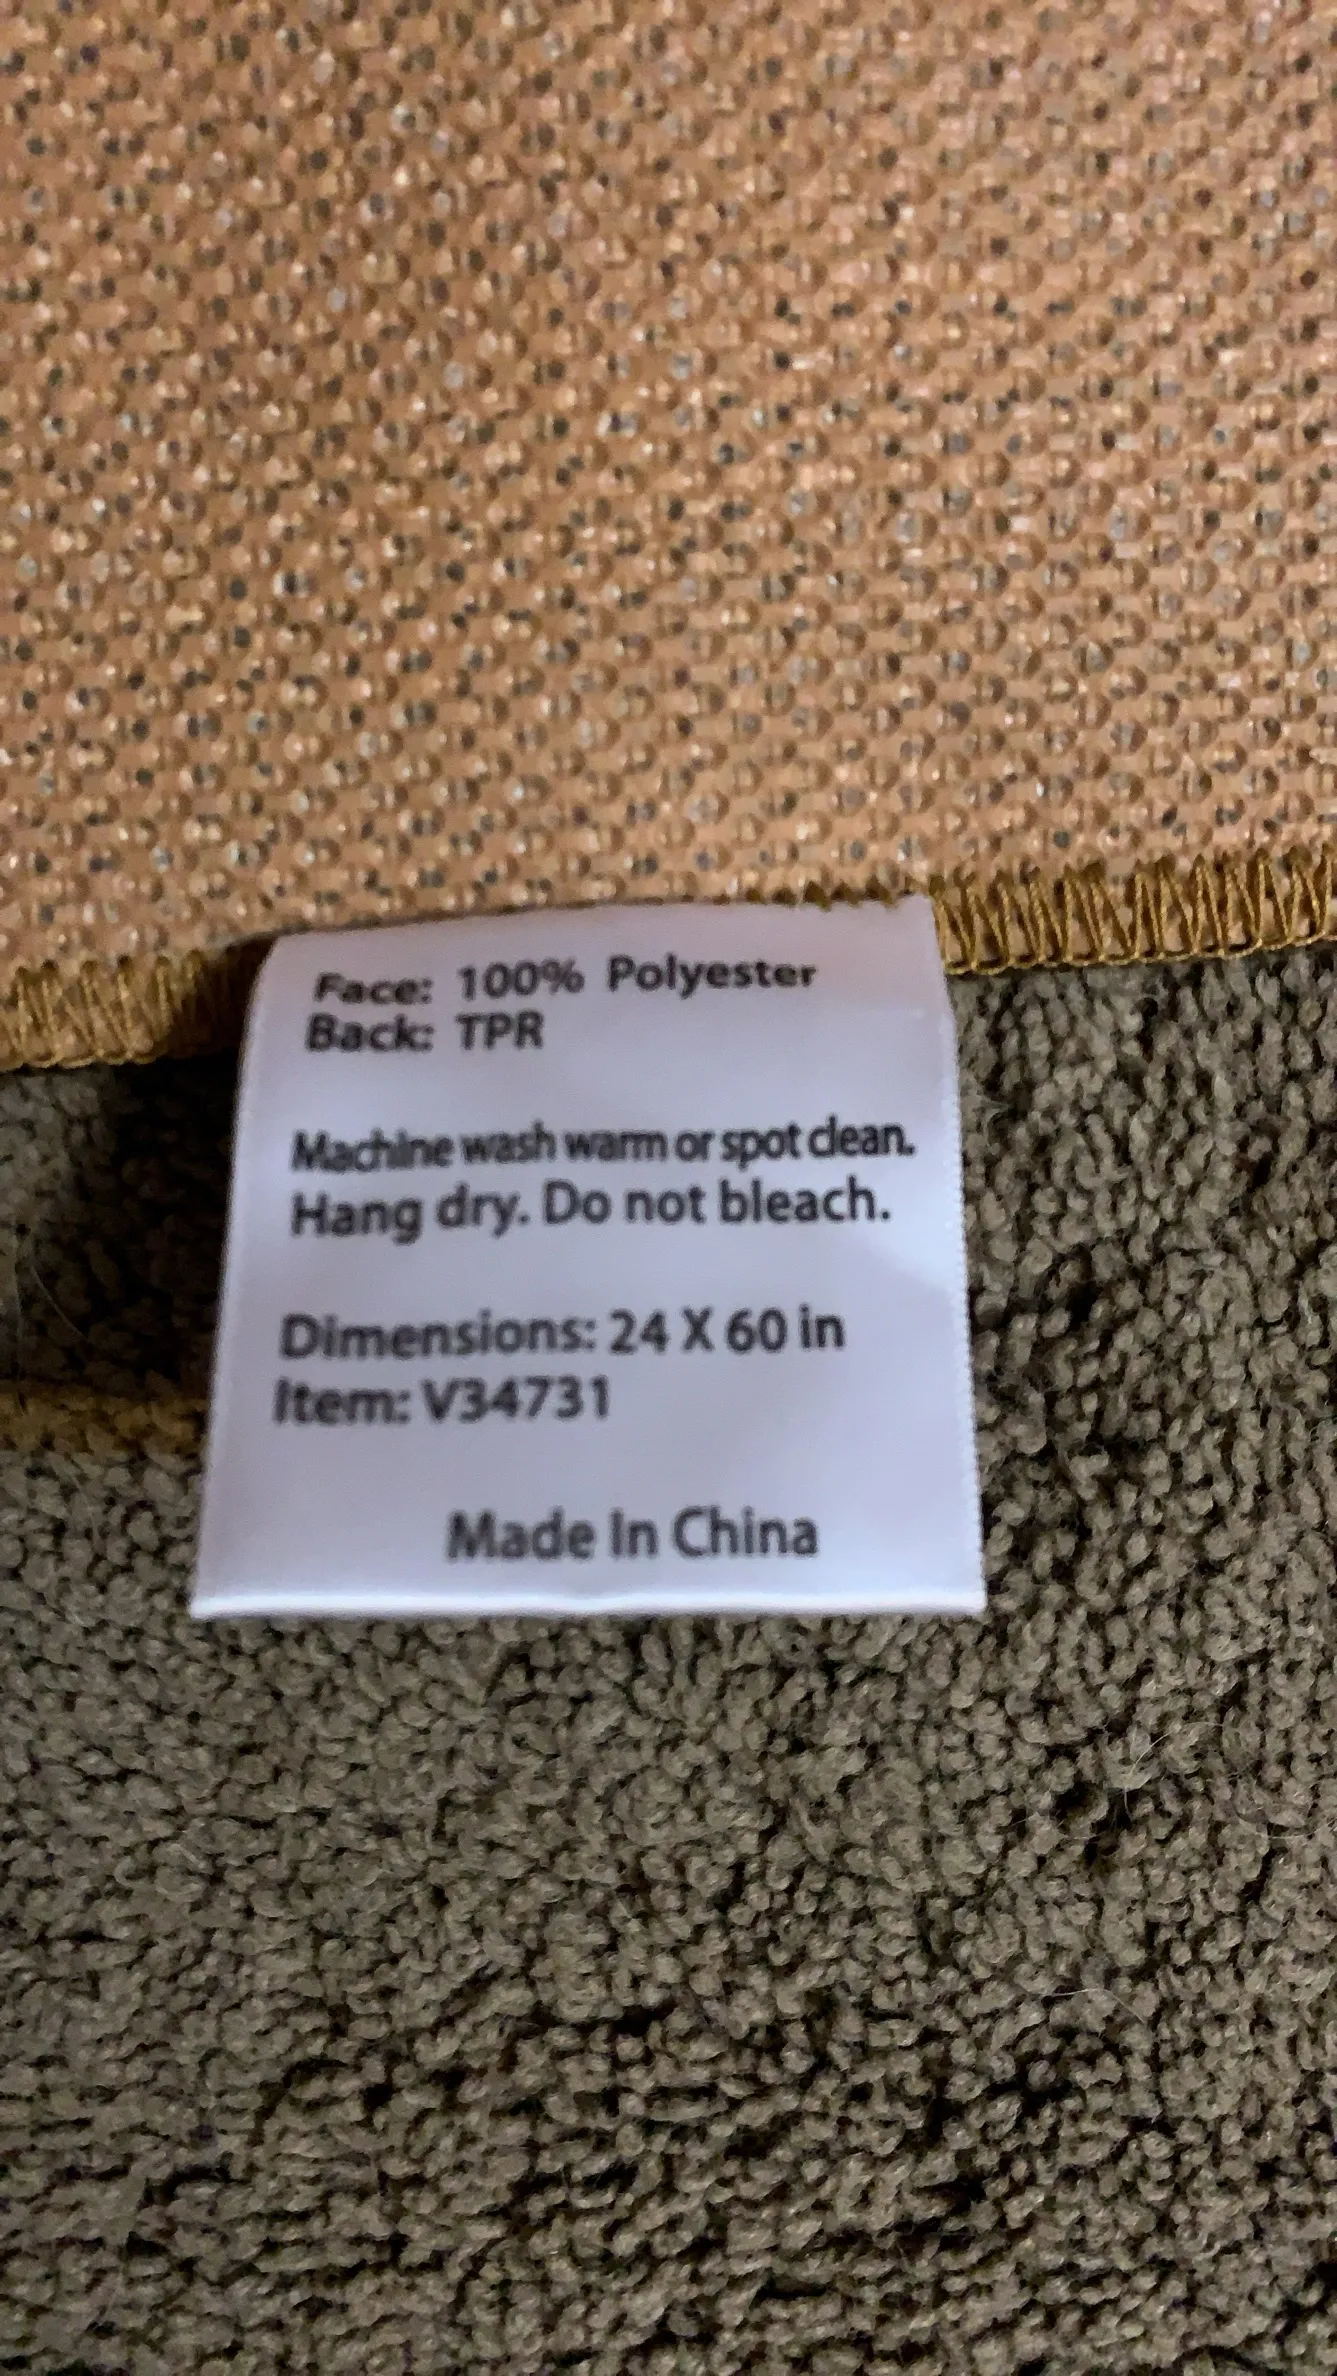 Face: 100% Polyester
Back: TPR
Machine wash warm or spot clean.
Hang dry. Do not bleach.
Dimensions: 24 X 60 in
Item: V34731
Made In China